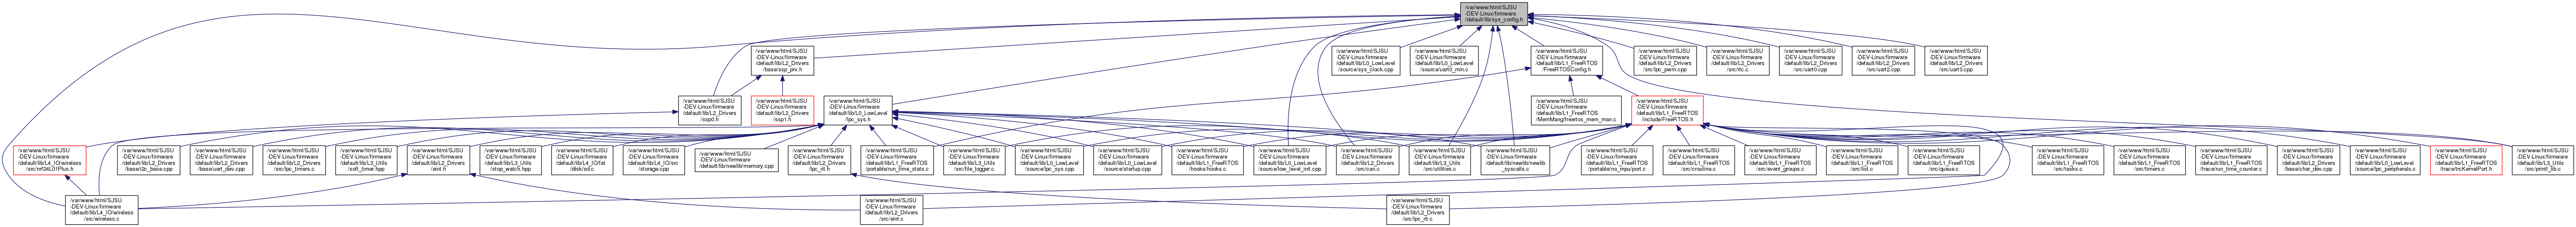 /var/www/html/SJSU
-DEV-Linux/firmware
/default/lib/sys_config.h
/var/www/html/SJSU
-DEV-Linux/firmware
/default/lib/L2_Drivers
/base/ssp_prv.h
/var/www/html/SJSU
-DEV-Linux/firmware
/default/lib/L0_LowLevel
/source/sys_clock.cpp
/var/www/html/SJSU
-DEV-Linux/firmware
/default/lib/L0_LowLevel
/source/uart0_min.c
/var/www/html/SJSU
-DEV-Linux/firmware
/default/lib/L1_FreeRTOS
/FreeRTOSConfig.h
/var/www/html/SJSU
-DEV-Linux/firmware
/default/lib/L2_Drivers
/src/lpc_pwm.cpp
/var/www/html/SJSU
-DEV-Linux/firmware
/default/lib/L2_Drivers
/src/rtc.c
/var/www/html/SJSU
-DEV-Linux/firmware
/default/lib/L2_Drivers
/src/uart0.cpp
/var/www/html/SJSU
-DEV-Linux/firmware
/default/lib/L2_Drivers
/src/uart2.cpp
/var/www/html/SJSU
-DEV-Linux/firmware
/default/lib/L2_Drivers
/src/uart3.cpp
/var/www/html/SJSU
-DEV-Linux/firmware
/default/lib/L2_Drivers
/ssp0.h
/var/www/html/SJSU
-DEV-Linux/firmware
/default/lib/L2_Drivers
/ssp1.h
/var/www/html/SJSU
-DEV-Linux/firmware
/default/lib/L0_LowLevel
/lpc_sys.h
/var/www/html/SJSU
-DEV-Linux/firmware
/default/lib/L1_FreeRTOS
/MemMang/freertos_mem_man.c
/var/www/html/SJSU
-DEV-Linux/firmware
/default/lib/L1_FreeRTOS
/include/FreeRTOS.h
/var/www/html/SJSU
-DEV-Linux/firmware
/default/lib/L4_IO/wireless
/src/nrf24L01Plus.h
/var/www/html/SJSU
-DEV-Linux/firmware
/default/lib/L2_Drivers
/base/i2c_base.cpp
/var/www/html/SJSU
-DEV-Linux/firmware
/default/lib/L2_Drivers
/base/uart_dev.cpp
/var/www/html/SJSU
-DEV-Linux/firmware
/default/lib/L2_Drivers
/src/lpc_timers.c
/var/www/html/SJSU
-DEV-Linux/firmware
/default/lib/L3_Utils
/soft_timer.hpp
/var/www/html/SJSU
-DEV-Linux/firmware
/default/lib/L2_Drivers
/eint.h
/var/www/html/SJSU
-DEV-Linux/firmware
/default/lib/L3_Utils
/stop_watch.hpp
/var/www/html/SJSU
-DEV-Linux/firmware
/default/lib/L4_IO/fat
/disk/sd.c
/var/www/html/SJSU
-DEV-Linux/firmware
/default/lib/L4_IO/src
/storage.cpp
/var/www/html/SJSU
-DEV-Linux/firmware
/default/lib/newlib/memory.cpp
/var/www/html/SJSU
-DEV-Linux/firmware
/default/lib/L2_Drivers
/lpc_rit.h
/var/www/html/SJSU
-DEV-Linux/firmware
/default/lib/L1_FreeRTOS
/portable/run_time_stats.c
/var/www/html/SJSU
-DEV-Linux/firmware
/default/lib/L3_Utils
/src/file_logger.c
/var/www/html/SJSU
-DEV-Linux/firmware
/default/lib/L0_LowLevel
/source/lpc_sys.cpp
/var/www/html/SJSU
-DEV-Linux/firmware
/default/lib/L0_LowLevel
/source/startup.cpp
/var/www/html/SJSU
-DEV-Linux/firmware
/default/lib/L1_FreeRTOS
/hooks/hooks.c
/var/www/html/SJSU
-DEV-Linux/firmware
/default/lib/L0_LowLevel
/source/low_level_init.cpp
/var/www/html/SJSU
-DEV-Linux/firmware
/default/lib/L2_Drivers
/src/can.c
/var/www/html/SJSU
-DEV-Linux/firmware
/default/lib/L3_Utils
/src/utilities.c
/var/www/html/SJSU
-DEV-Linux/firmware
/default/lib/newlib/newlib
_syscalls.c
/var/www/html/SJSU
-DEV-Linux/firmware
/default/lib/L1_FreeRTOS
/portable/no_mpu/port.c
/var/www/html/SJSU
-DEV-Linux/firmware
/default/lib/L1_FreeRTOS
/src/croutine.c
/var/www/html/SJSU
-DEV-Linux/firmware
/default/lib/L1_FreeRTOS
/src/event_groups.c
/var/www/html/SJSU
-DEV-Linux/firmware
/default/lib/L1_FreeRTOS
/src/list.c
/var/www/html/SJSU
-DEV-Linux/firmware
/default/lib/L1_FreeRTOS
/src/queue.c
/var/www/html/SJSU
-DEV-Linux/firmware
/default/lib/L1_FreeRTOS
/src/tasks.c
/var/www/html/SJSU
-DEV-Linux/firmware
/default/lib/L1_FreeRTOS
/src/timers.c
/var/www/html/SJSU
-DEV-Linux/firmware
/default/lib/L1_FreeRTOS
/trace/run_time_counter.c
/var/www/html/SJSU
-DEV-Linux/firmware
/default/lib/L2_Drivers
/base/char_dev.cpp
/var/www/html/SJSU
-DEV-Linux/firmware
/default/lib/L0_LowLevel
/source/lpc_peripherals.c
/var/www/html/SJSU
-DEV-Linux/firmware
/default/lib/L1_FreeRTOS
/trace/trcKernelPort.h
/var/www/html/SJSU
-DEV-Linux/firmware
/default/lib/L3_Utils
/src/printf_lib.c
/var/www/html/SJSU
-DEV-Linux/firmware
/default/lib/L4_IO/wireless
/src/wireless.c
/var/www/html/SJSU
-DEV-Linux/firmware
/default/lib/L2_Drivers
/src/eint.c
/var/www/html/SJSU
-DEV-Linux/firmware
/default/lib/L2_Drivers
/src/lpc_rit.c